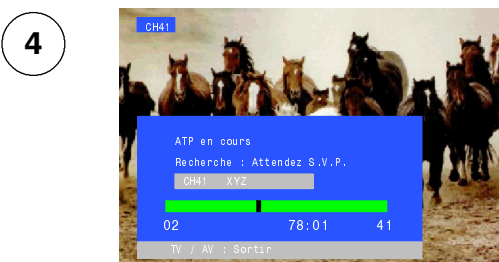 4
CH41
ATP en cours
Recherche : Attendez S.V.P.
CH41 XYZ
02 78:01 41
TV / AV : Sortir